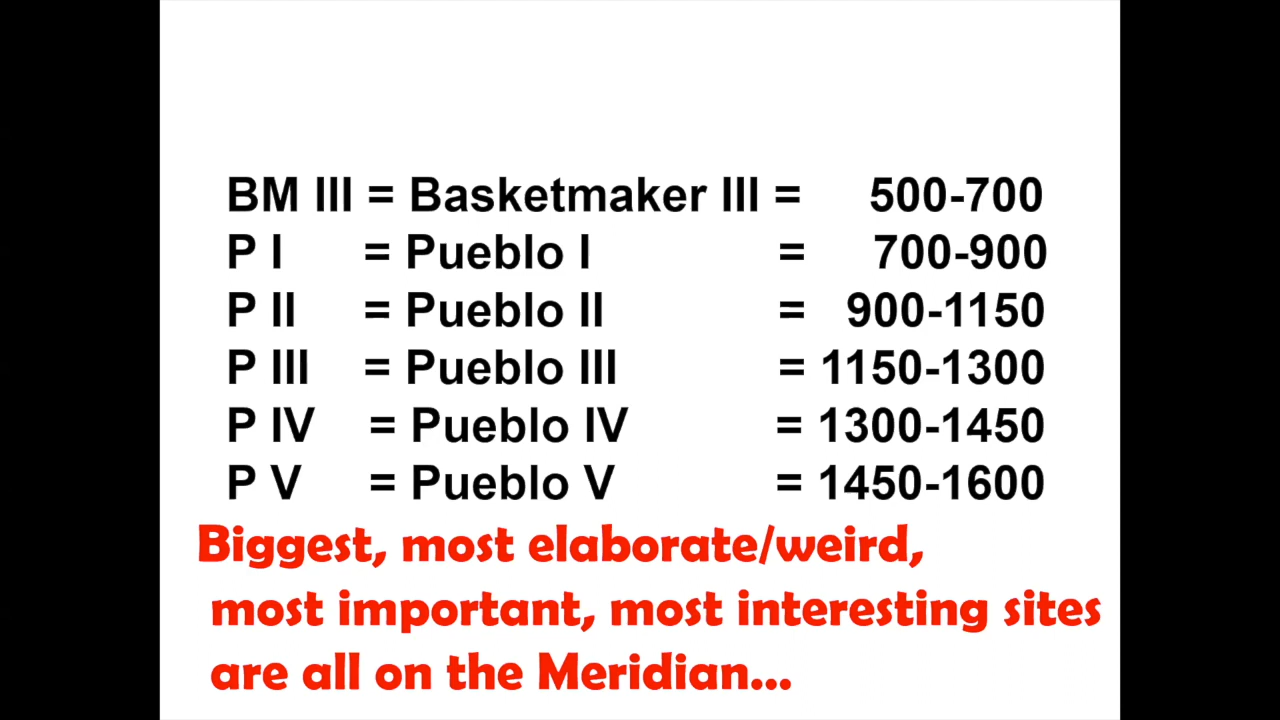 BM III = Basketmaker III = 500-700
P I = Pueblo I = 700-900
P II = Pueblo II = 900-1150
P III = Pueblo III = 1150-1300
P IV = Pueblo IV = 1300-1450
P V = Pueblo V = 1450-1600
Biggest, most elaborate/weird,
most important, most interesting sites
are all on the Meridian...